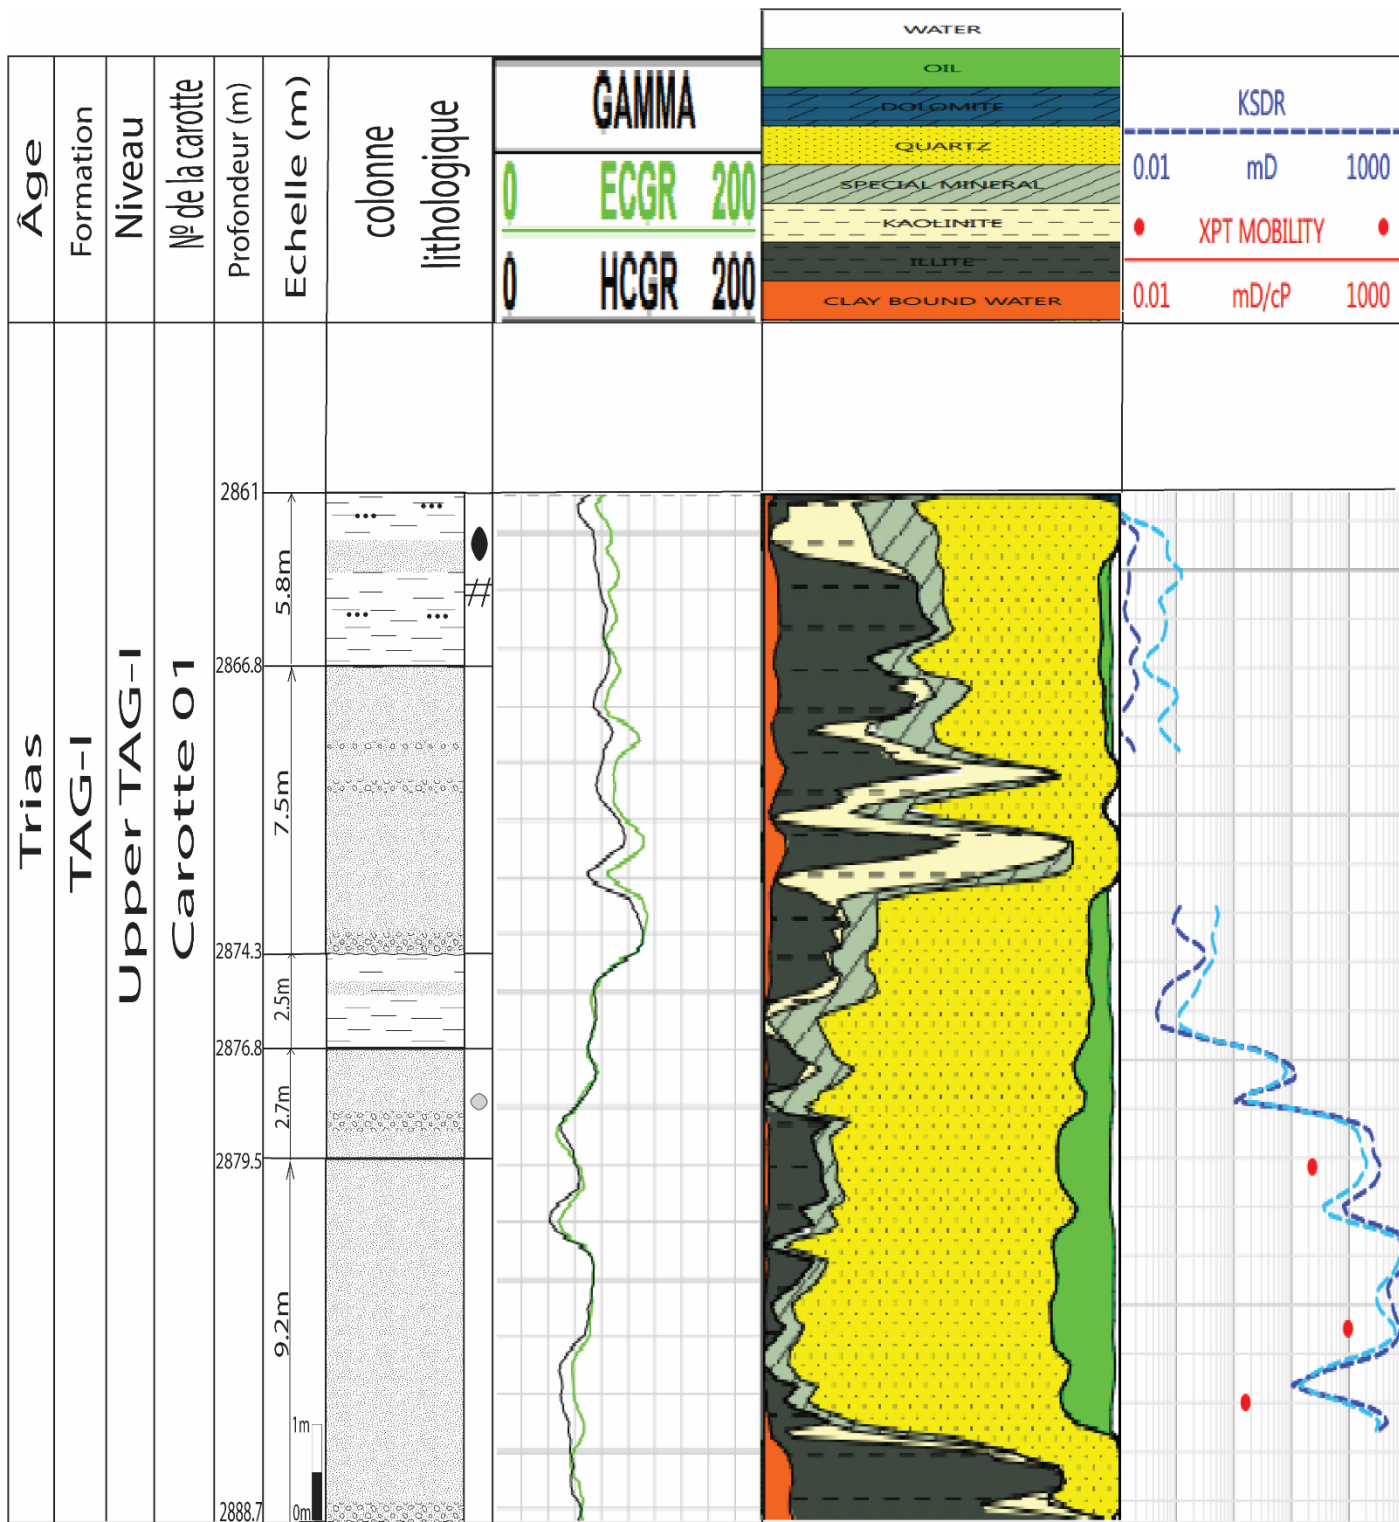 Âge
Formation
Niveau
Nº de la carotte
Profondeur (m)
Echelle (m)
colonne
lithologique
GAMMA
0 ECGR 200
0 HCGR 200
WATER
OIL
DOLOMITE
QUARTZ
SPECIAL MINERAL
KAOLINITE
ILLITE
CLAY BOUND WATER
KSDR
0.01 mD 1000
XPT MOBILITY
0.01 mD/cP 1000
Trias
TAG-I
Upper TAG-I
Carotte 01
2861
5.8m
2866.8
7.5m
2874.3
2.5m
2876.8
2.7m
2879.5
9.2m
1m
0m
2888.7